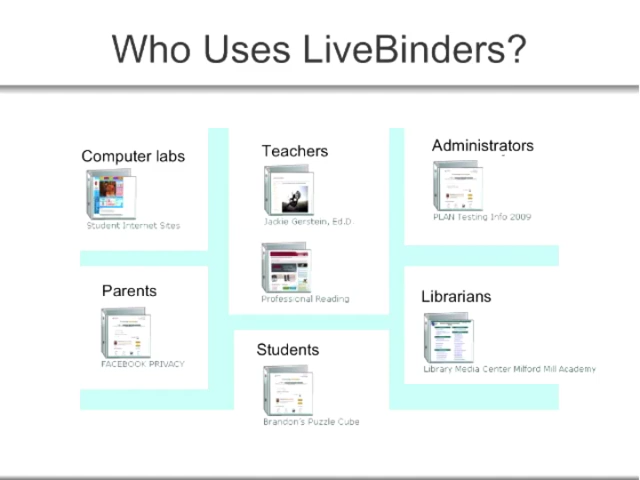 Who Uses LiveBinders?
Computer labs
Student Internet Sites
Teachers
Jackie Gerstein, Ed.D.
Professional Reading
Administrators
PLAN Testing Info 2009
Parents
FACEBOOK PRIVACY
Students
Brandon's Puzzle Cube
Librarians
Library Media Center Milford Mill Academy